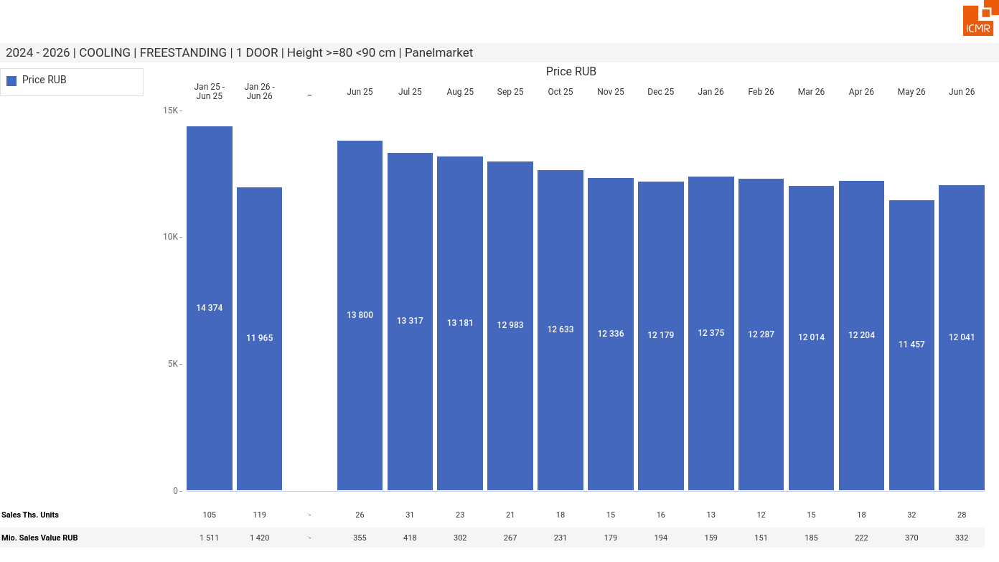 ICMR
2024 - 2026 | COOLING | FREESTANDING | 1 DOOR | Height >=80 <90 cm | Panelmarket
Price RUB
Price RUB
Jan 25 - Jun 25 Jan 26 - Jun 26 – Jun 25 Jul 25 Aug 25 Sep 25 Oct 25 Nov 25 Dec 25 Jan 26 Feb 26 Mar 26 Apr 26 May 26 Jun 26
15K
10K
5K
0
14 374 11 965 13 800 13 317 13 181 12 983 12 633 12 336 12 179 12 375 12 287 12 014 12 204 11 457 12 041
Sales Ths. Units 105 119 - 26 31 23 21 18 15 16 13 12 15 18 32 28
Mio. Sales Value RUB 1 511 1 420 - 355 418 302 267 231 179 194 159 151 185 222 370 332